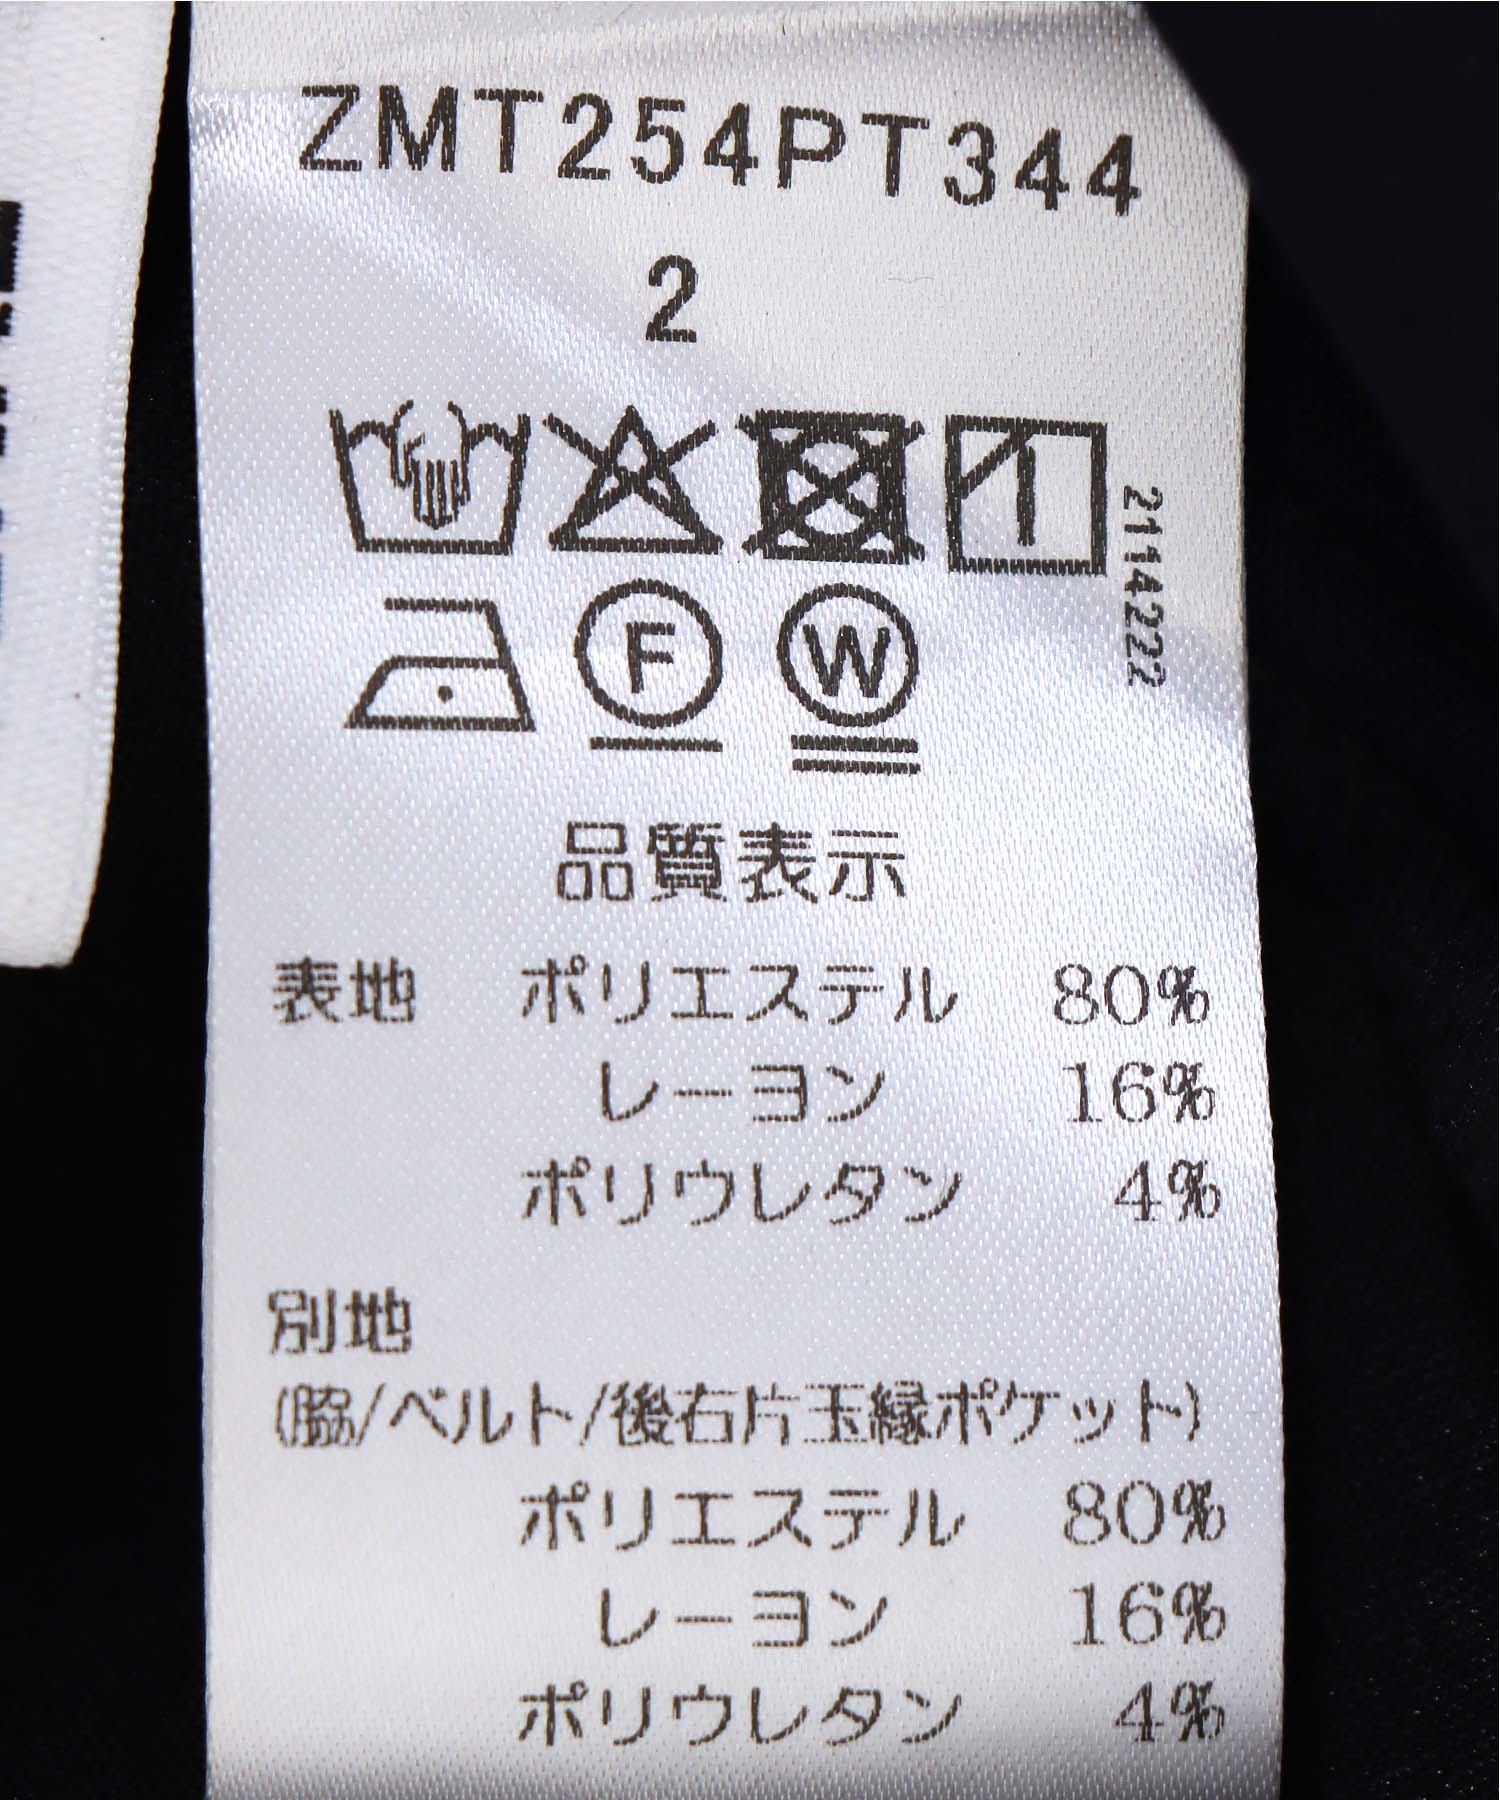 ZMT254PT344
2
2114222
F W
品質表示
表地 ポリエステル 80%
レーヨン 16%
ポリウレタン 4%
別地
(脇/ベルト/後右片玉縁ポケット)
ポリエステル 80%
レーヨン 16%
ポリウレタン 4%